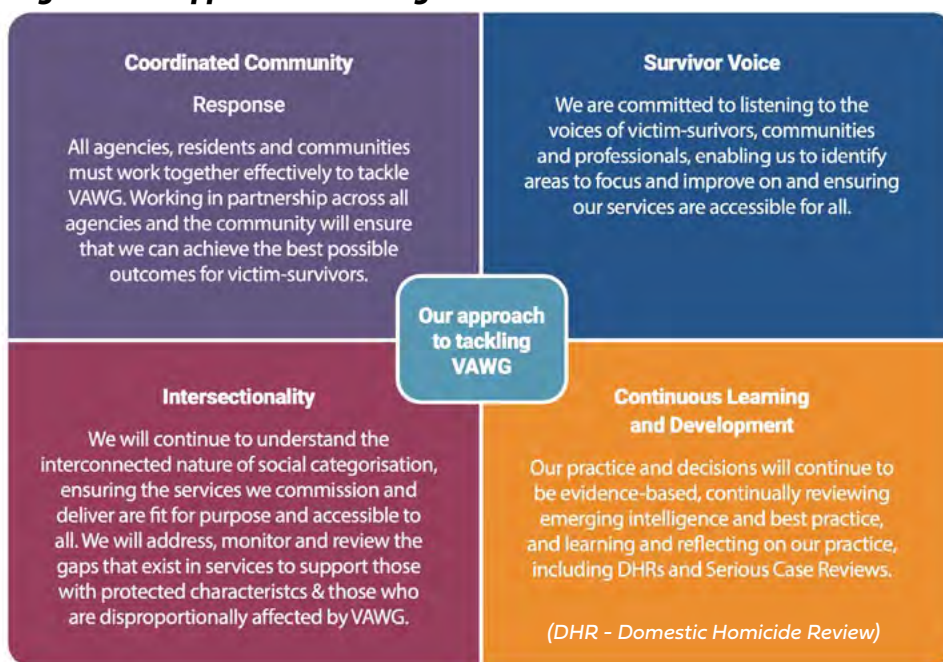 Coordinated Community
Response
All agencies, residents and communities
must work together effectively to tackle
VAWG. Working in partnership across all
agencies and the community will ensure
that we can achieve the best possible
outcomes for victim-survivors.
Survivor Voice
We are committed to listening to the
voices of victim-surivors, communities
and professionals, enabling us to identify
areas to focus and improve on and ensuring
our services are accessible for all.
Our approach
to tackling
VAWG
Intersectionality
We will continue to understand the
interconnected nature of social categorisation,
ensuring the services we commission and
deliver are fit for purpose and accessible to
all. We will address, monitor and review the
gaps that exist in services to support those
with protected characteristcs & those who
are disproportionally affected by VAWG.
Continuous Learning
and Development
Our practice and decisions will continue to
be evidence-based, continually reviewing
emerging intelligence and best practice,
and learning and reflecting on our practice,
including DHRs and Serious Case Reviews.
(DHR - Domestic Homicide Review)